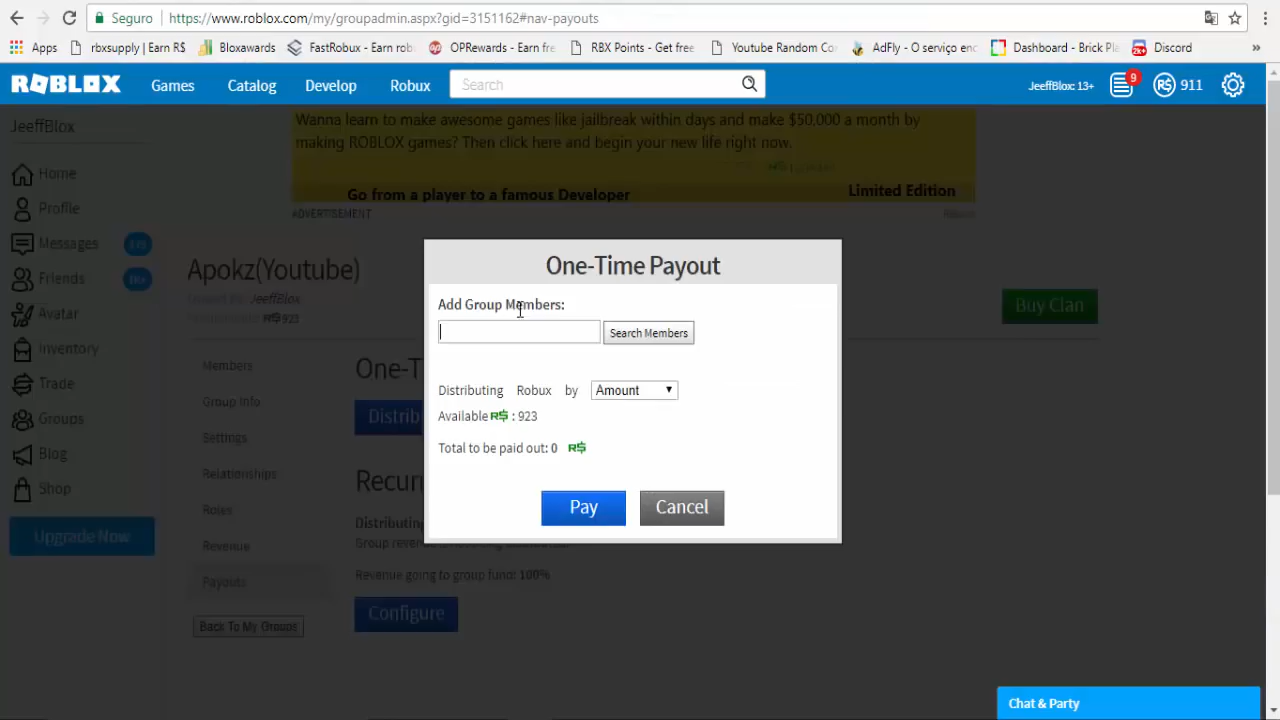 Seguro https://www.roblox.com/my/groupadmin.aspx?gid=3151162#nav-payouts
Apps rbxsupply | Earn R$ Bloxawards FastRobux - Earn rob OPRewards - Earn fre RBX Points - Get free Youtube Random Co AdFly - O serviço enc Dashboard - Brick Pla Discord »
ROBLOX Games Catalog Develop Robux Search JeeffBlox: 13+ 9 R$ 911
JeeffBlox
Wanna learn to make awesome games like jailbreak within days and make $50,000 a month by
making ROBLOX games? Then click here and begin your new life right now.
Go from a player to a famous Developer Limited Edition
ADVERTISEMENT
Home
Profile
Messages
Friends
Avatar
Inventory
Trade
Groups
Blog
Shop
Upgrade Now
Apokz(Youtube)
JeeffBlox
R$ 923
Buy Clan
Members
Group Info
Settings
Relationships
Roles
Revenue
Payouts
Back To My Groups
One-T
Distrib
Recur
Distributing
Group reven
Revenue going to group fund: 100%
Configure
One-Time Payout
Add Group Members:
Search Members
Distributing Robux by Amount
Available R$ : 923
Total to be paid out: 0 R$
Pay Cancel
Chat & Party